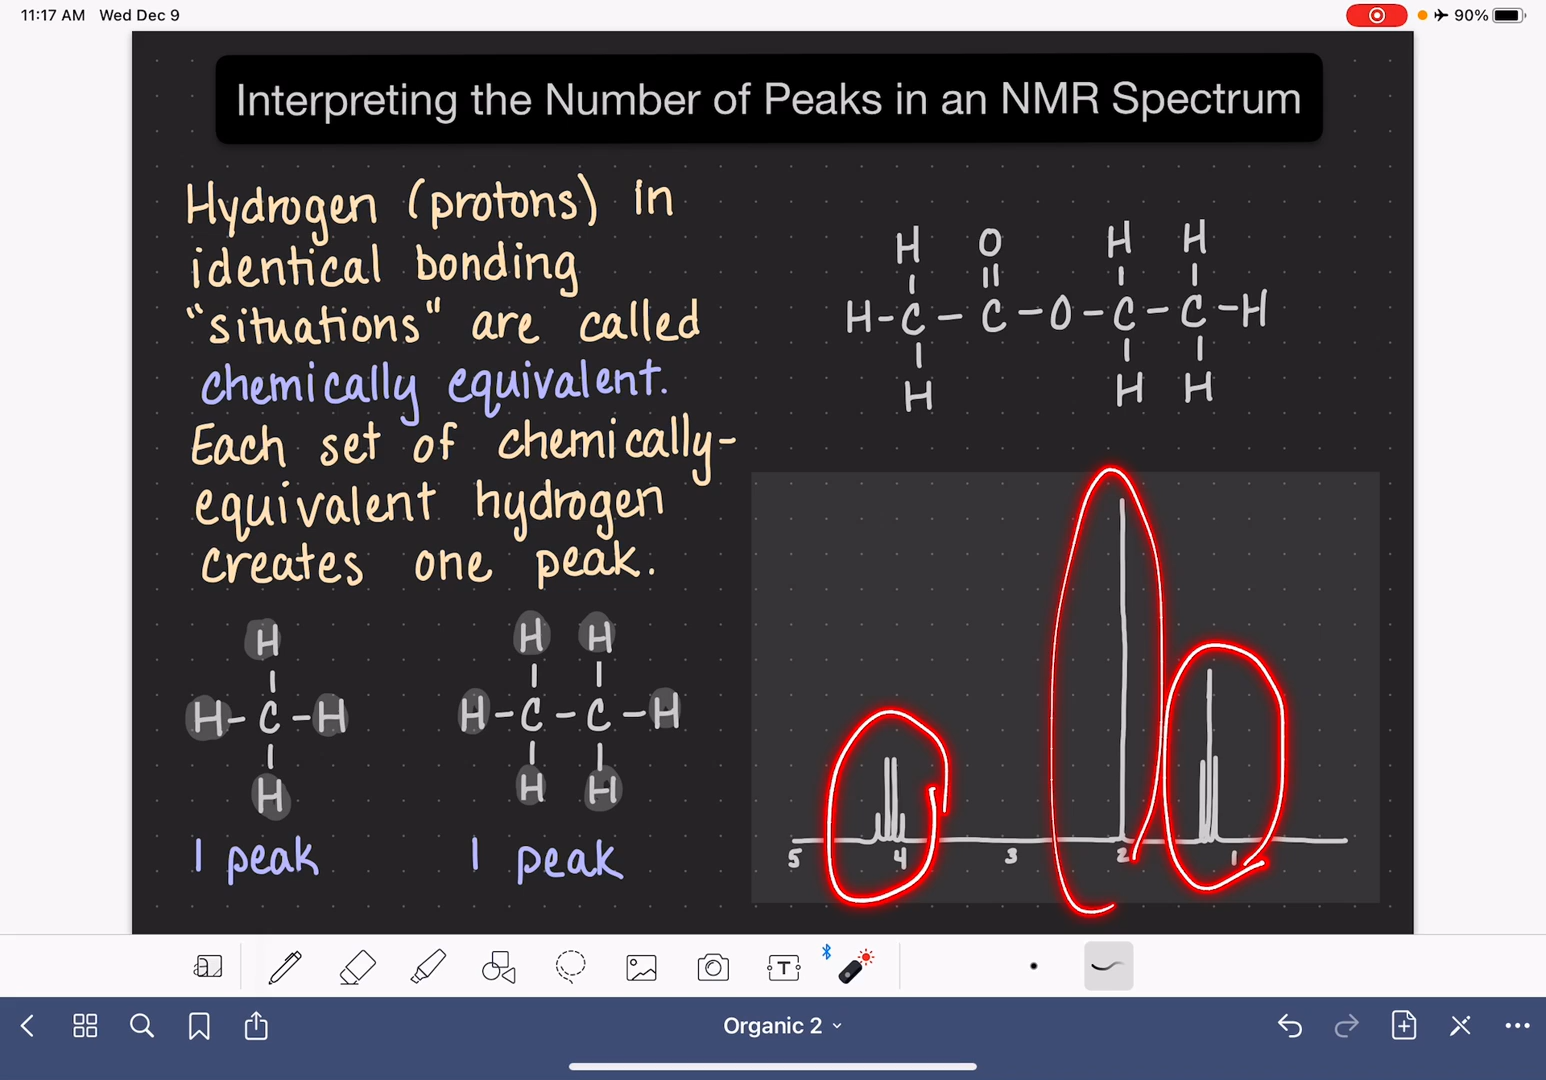 11:17 AM Wed Dec 9
90%
Interpreting the Number of Peaks in an NMR Spectrum
Hydrogen (protons) in
identical bonding
"situations" are called
chemically equivalent.
Each set of chemically-
equivalent hydrogen
creates one peak.
H
H-C-H
H
1 peak
H H
H-C-C-H
H H
1 peak
H O H H
H-C-C-O-C-C-H
H H H
5 4 3 2 1
T
Organic 2